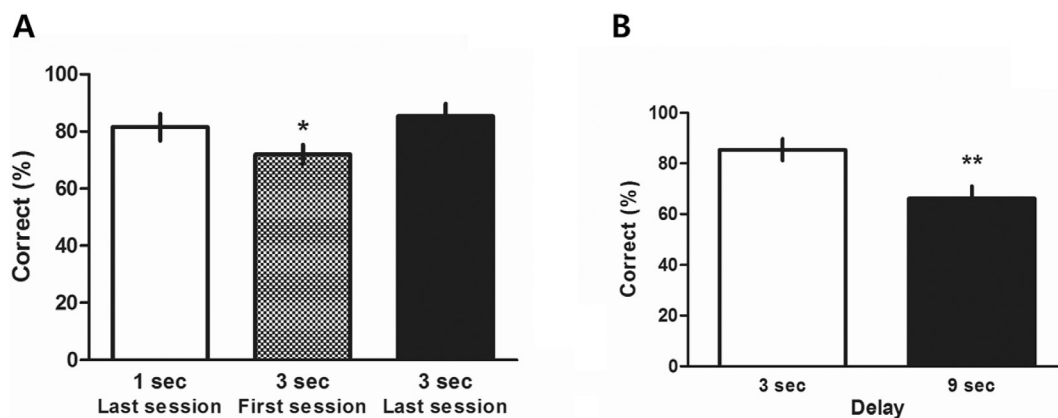 A
Correct (%)
100
80
60
40
20
0
*
1 sec
Last session
3 sec
First session
3 sec
Last session
B
Correct (%)
100
80
60
40
20
0
**
3 sec
9 sec
Delay